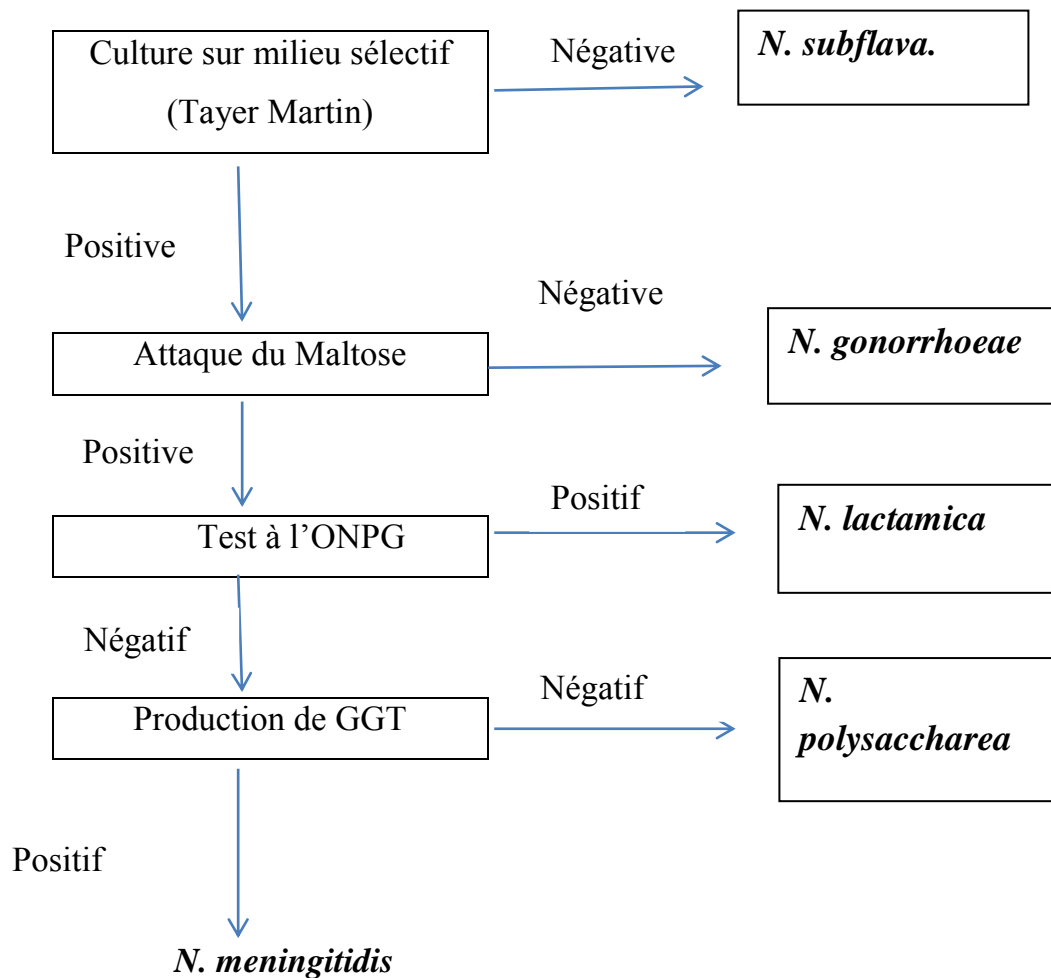 Culture sur milieu sélectif
(Tayer Martin)
Négative
N. subflava.
Positive
Négative
Attaque du Maltose
N. gonorrhoeae
Positive
Positif
Test à l’ONPG
N. lactamica
Négatif
Négatif
Production de GGT
N.
polysaccharea
Positif
N. meningitidis